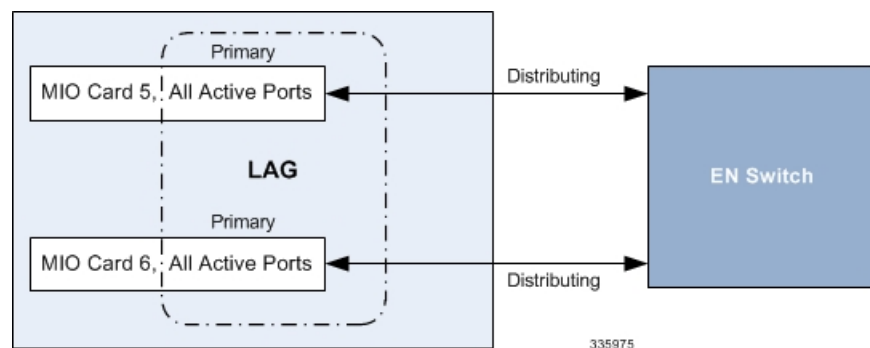 Primary
MIO Card 5, All Active Ports
Distributing
LAG
EN Switch
Primary
MIO Card 6, All Active Ports
Distributing
335975